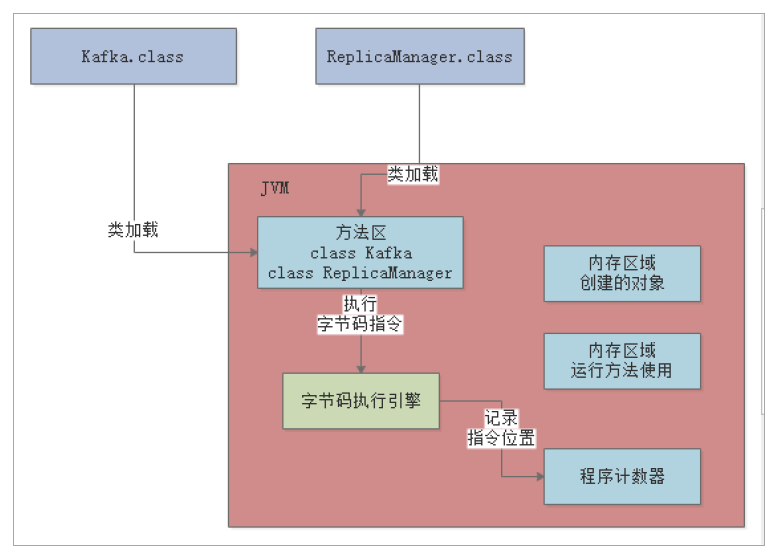 Kafka.class
ReplicaManager.class
类加载
JVM
类加载
方法区
class Kafka
class ReplicaManager
内存区域
创建的对象
执行
字节码指令
内存区域
运行方法使用
字节码执行引擎
记录
指令位置
程序计数器